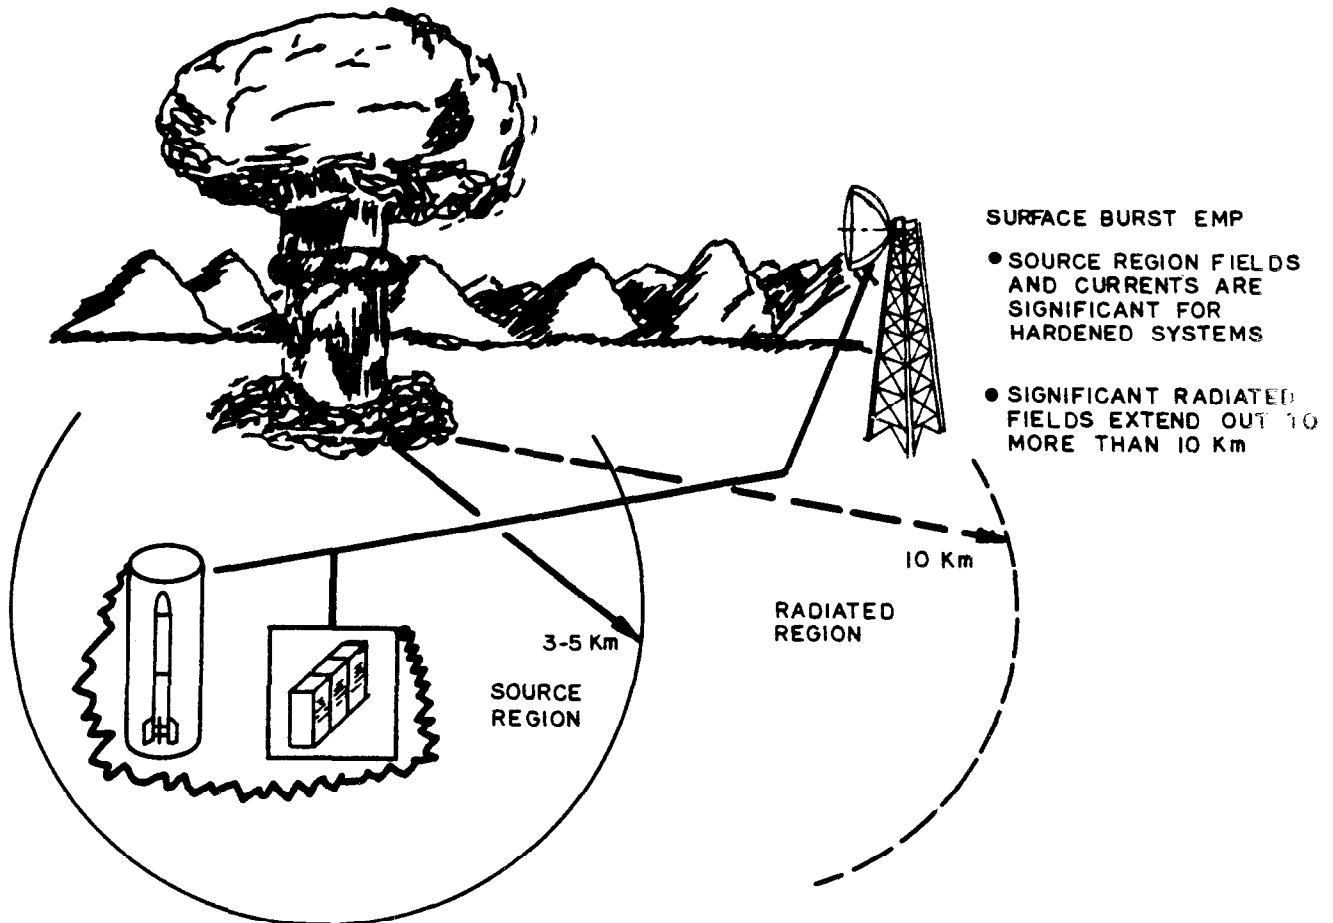 SURFACE BURST EMP
● SOURCE REGION FIELDS
AND CURRENTS ARE
SIGNIFICANT FOR
HARDENED SYSTEMS
● SIGNIFICANT RADIATED
FIELDS EXTEND OUT TO
MORE THAN 10 Km
10 Km
RADIATED
REGION
3-5 Km
SOURCE
REGION